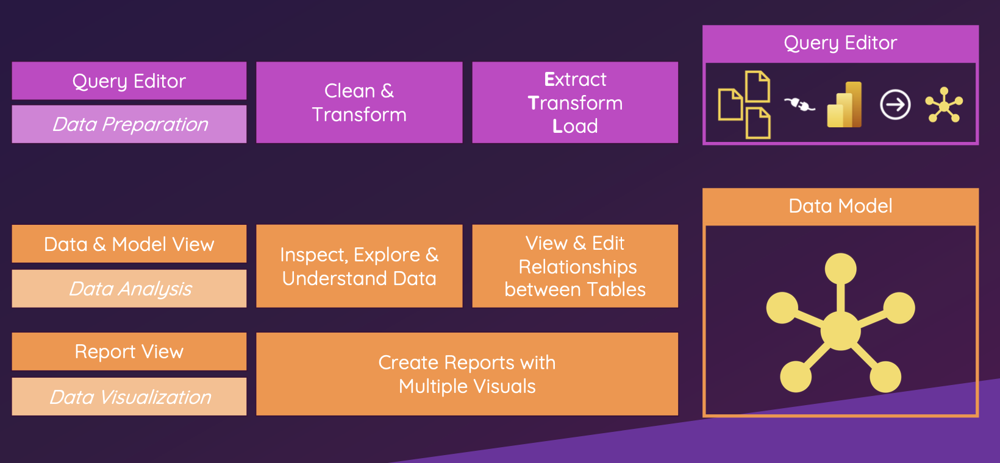 Query Editor
Data Preparation
Clean &
Transform
Extract
Transform
Load
Query Editor
Data & Model View
Data Analysis
Inspect, Explore &
Understand Data
View & Edit
Relationships
between Tables
Data Model
Report View
Data Visualization
Create Reports with
Multiple Visuals